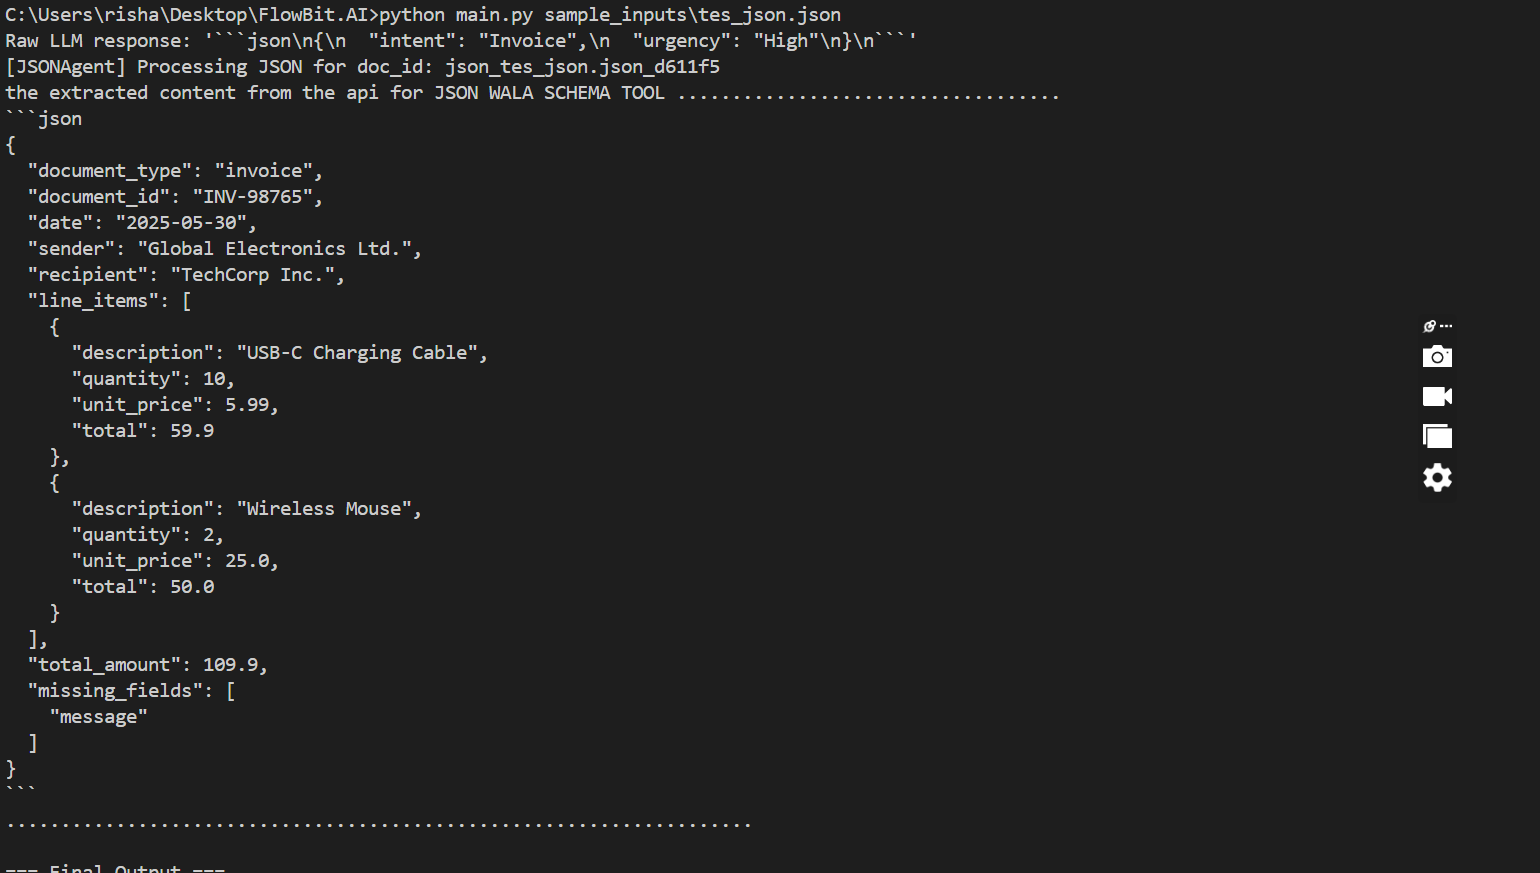 C:\Users\risha\Desktop\FlowBit.AI>python main.py sample_inputs\tes_json.json
Raw LLM response: '```json\n{\n  "intent": "Invoice",\n  "urgency": "High"\n}\n```'
[JSONAgent] Processing JSON for doc_id: json_tes_json.json_d611f5
the extracted content from the api for JSON WALA SCHEMA TOOL ...................................
```json
{
  "document_type": "invoice",
  "document_id": "INV-98765",
  "date": "2025-05-30",
  "sender": "Global Electronics Ltd.",
  "recipient": "TechCorp Inc.",
  "line_items": [
    {
      "description": "USB-C Charging Cable",
      "quantity": 10,
      "unit_price": 5.99,
      "total": 59.9
    },
    {
      "description": "Wireless Mouse",
      "quantity": 2,
      "unit_price": 25.0,
      "total": 50.0
    }
  ],
  "total_amount": 109.9,
  "missing_fields": [
    "message"
  ]
}
```
....................................................................
=== Final Output ===